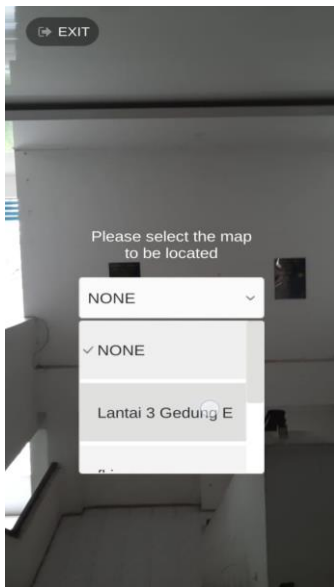 EXIT
Please select the map
to be located
NONE
NONE
Lantai 3 Gedung E